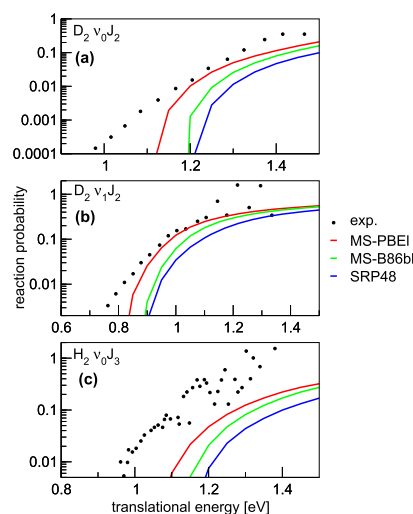 D2 ν0J2
(a)
1
0.1
0.01
0.001
0.0001
1
1.2
1.4
D2 ν1J2
(b)
1
0.1
0.6
0.8
1
1.2
1.4
H2 ν0J3
(c)
1
0.1
0.01
0.8
1
1.2
1.4
reaction probability
translational energy [eV]
exp.
MS-PBEl
MS-B86bl
SRP48